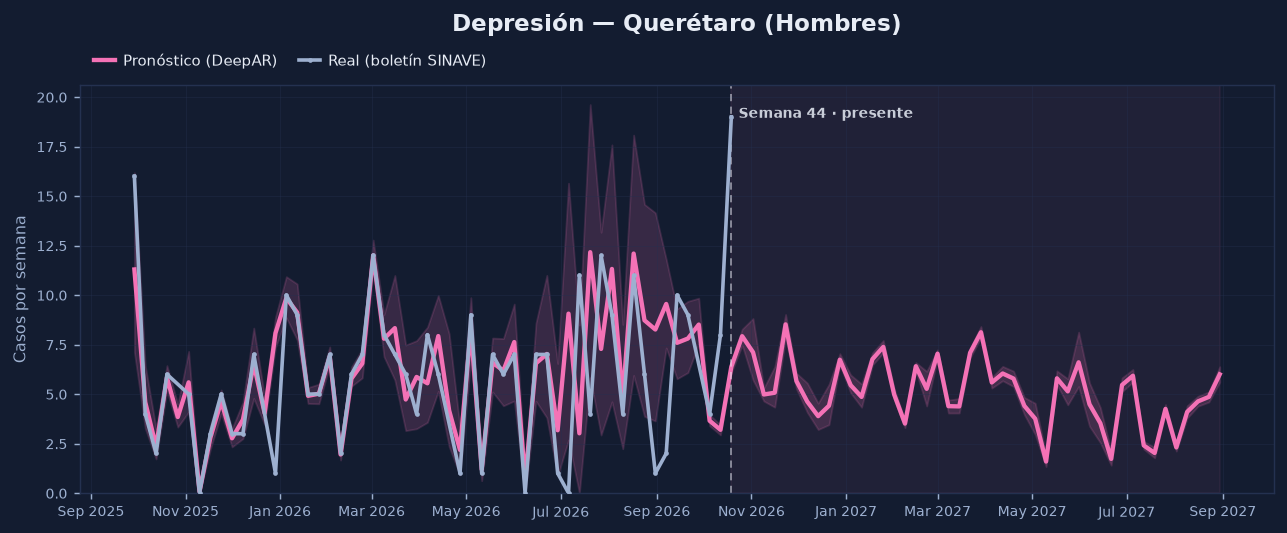 Depresión — Querétaro (Hombres)
Pronóstico (DeepAR)
Real (boletín SINAVE)
Semana 44 · presente
Casos por semana
20.0
17.5
15.0
12.5
10.0
7.5
5.0
2.5
0.0
Sep 2025
Nov 2025
Jan 2026
Mar 2026
May 2026
Jul 2026
Sep 2026
Nov 2026
Jan 2027
Mar 2027
May 2027
Jul 2027
Sep 2027